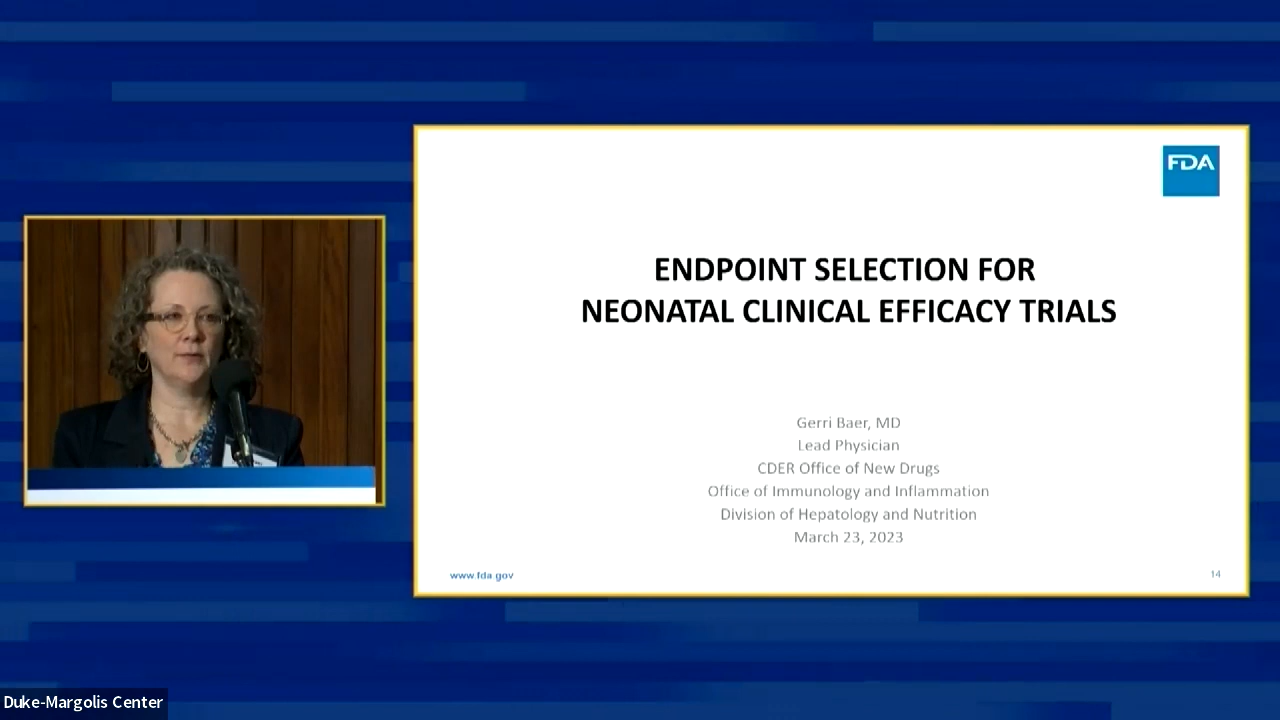 FDA
ENDPOINT SELECTION FOR
NEONATAL CLINICAL EFFICACY TRIALS
Gerri Baer, MD
Lead Physician
CDER Office of New Drugs
Office of Immunology and Inflammation
Division of Hepatology and Nutrition
March 23, 2023
www.fda.gov
14
Duke-Margolis Center